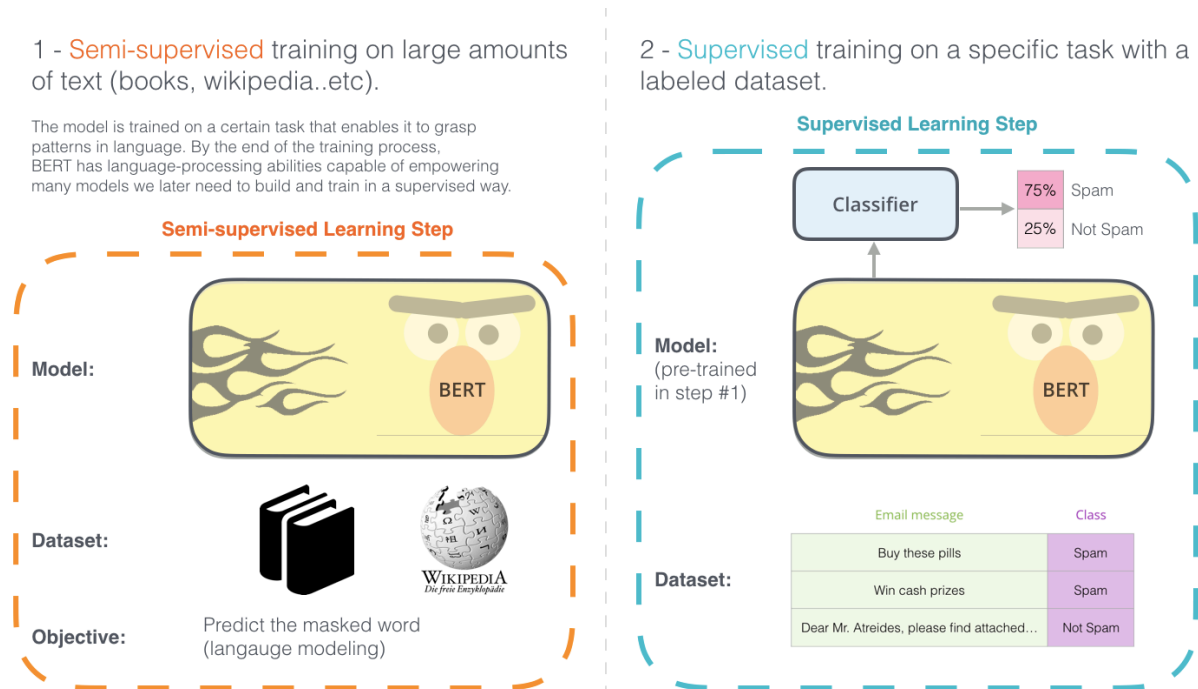 1 - Semi-supervised training on large amounts
of text (books, wikipedia..etc).
The model is trained on a certain task that enables it to grasp
patterns in language. By the end of the training process,
BERT has language-processing abilities capable of empowering
many models we later need to build and train in a supervised way.
Semi-supervised Learning Step
Model:
BERT
Dataset:
WIKIPEDIA
Die freie Enzyklopädie
Objective:
Predict the masked word
(langauge modeling)
2 - Supervised training on a specific task with a
labeled dataset.
Supervised Learning Step
Classifier
75% Spam
25% Not Spam
Model:
(pre-trained
in step #1)
BERT
Dataset:
Email message Class
Buy these pills Spam
Win cash prizes Spam
Dear Mr. Atreides, please find attached... Not Spam